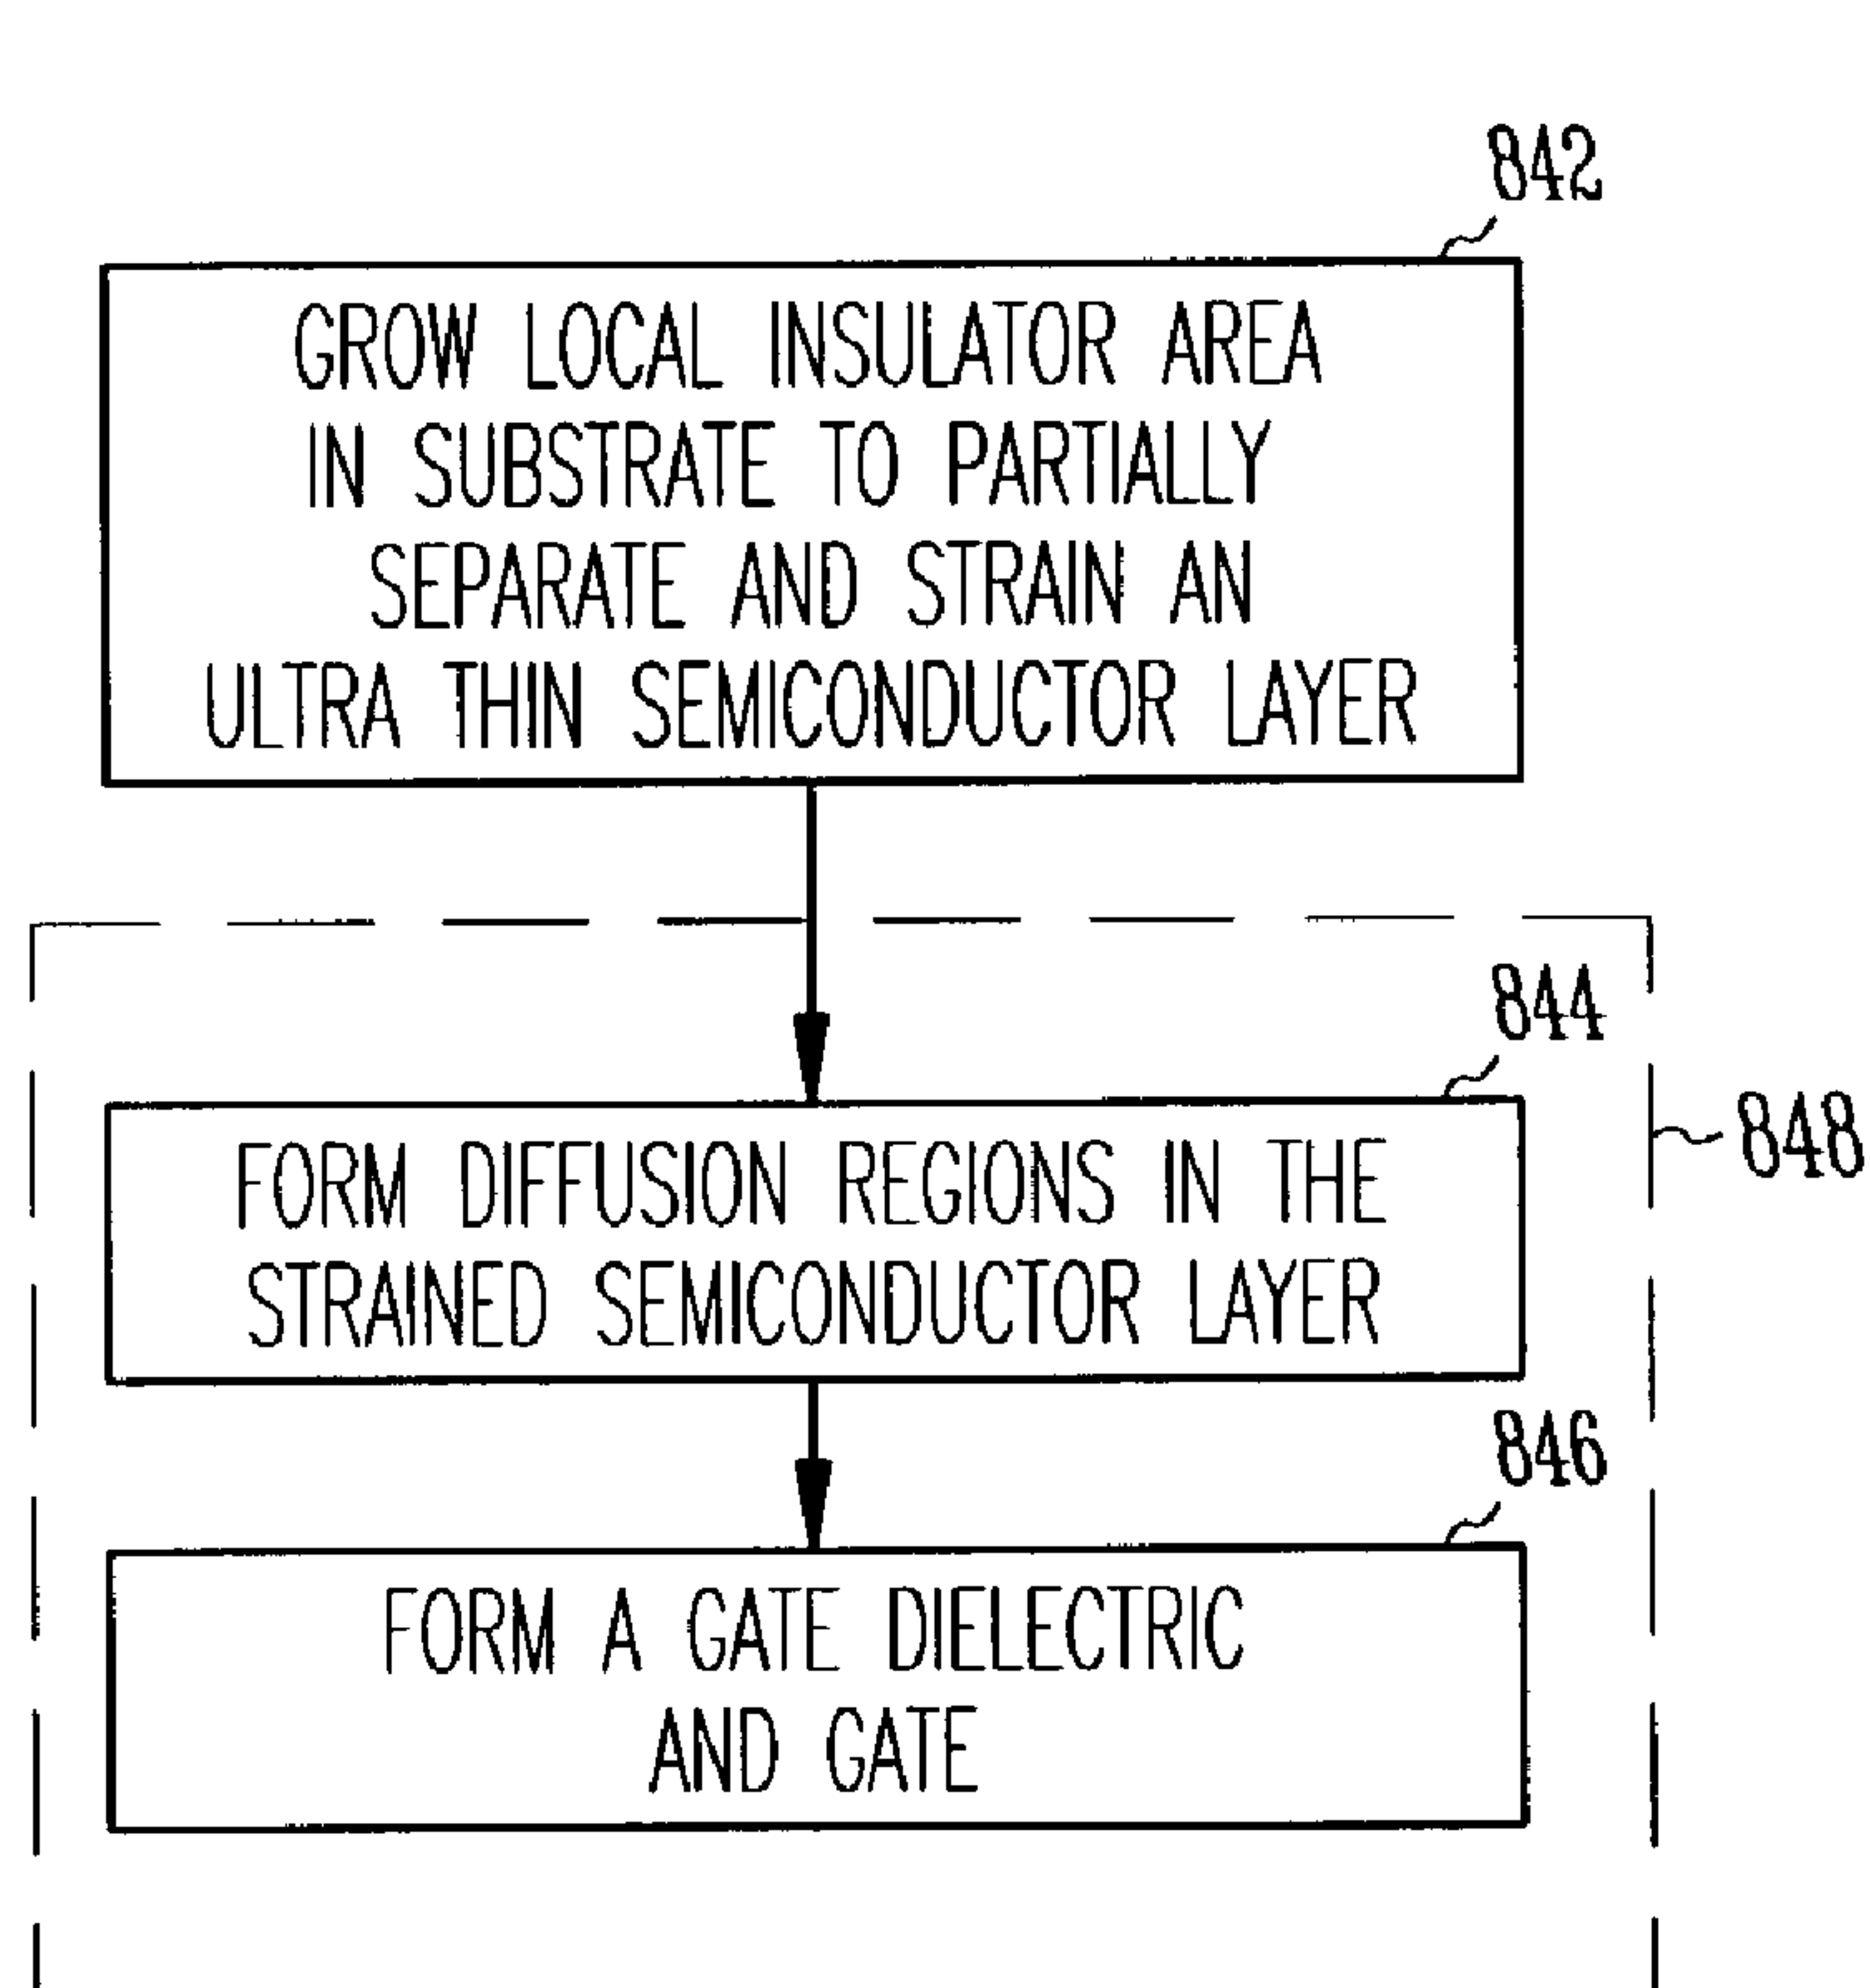 842
GROW LOCAL INSULATOR AREA
IN SUBSTRATE TO PARTIALLY
SEPARATE AND STRAIN AN
ULTRA THIN SEMICONDUCTOR LAYER
844
848
FORM DIFFUSION REGIONS IN THE
STRAINED SEMICONDUCTOR LAYER
846
FORM A GATE DIELECTRIC
AND GATE